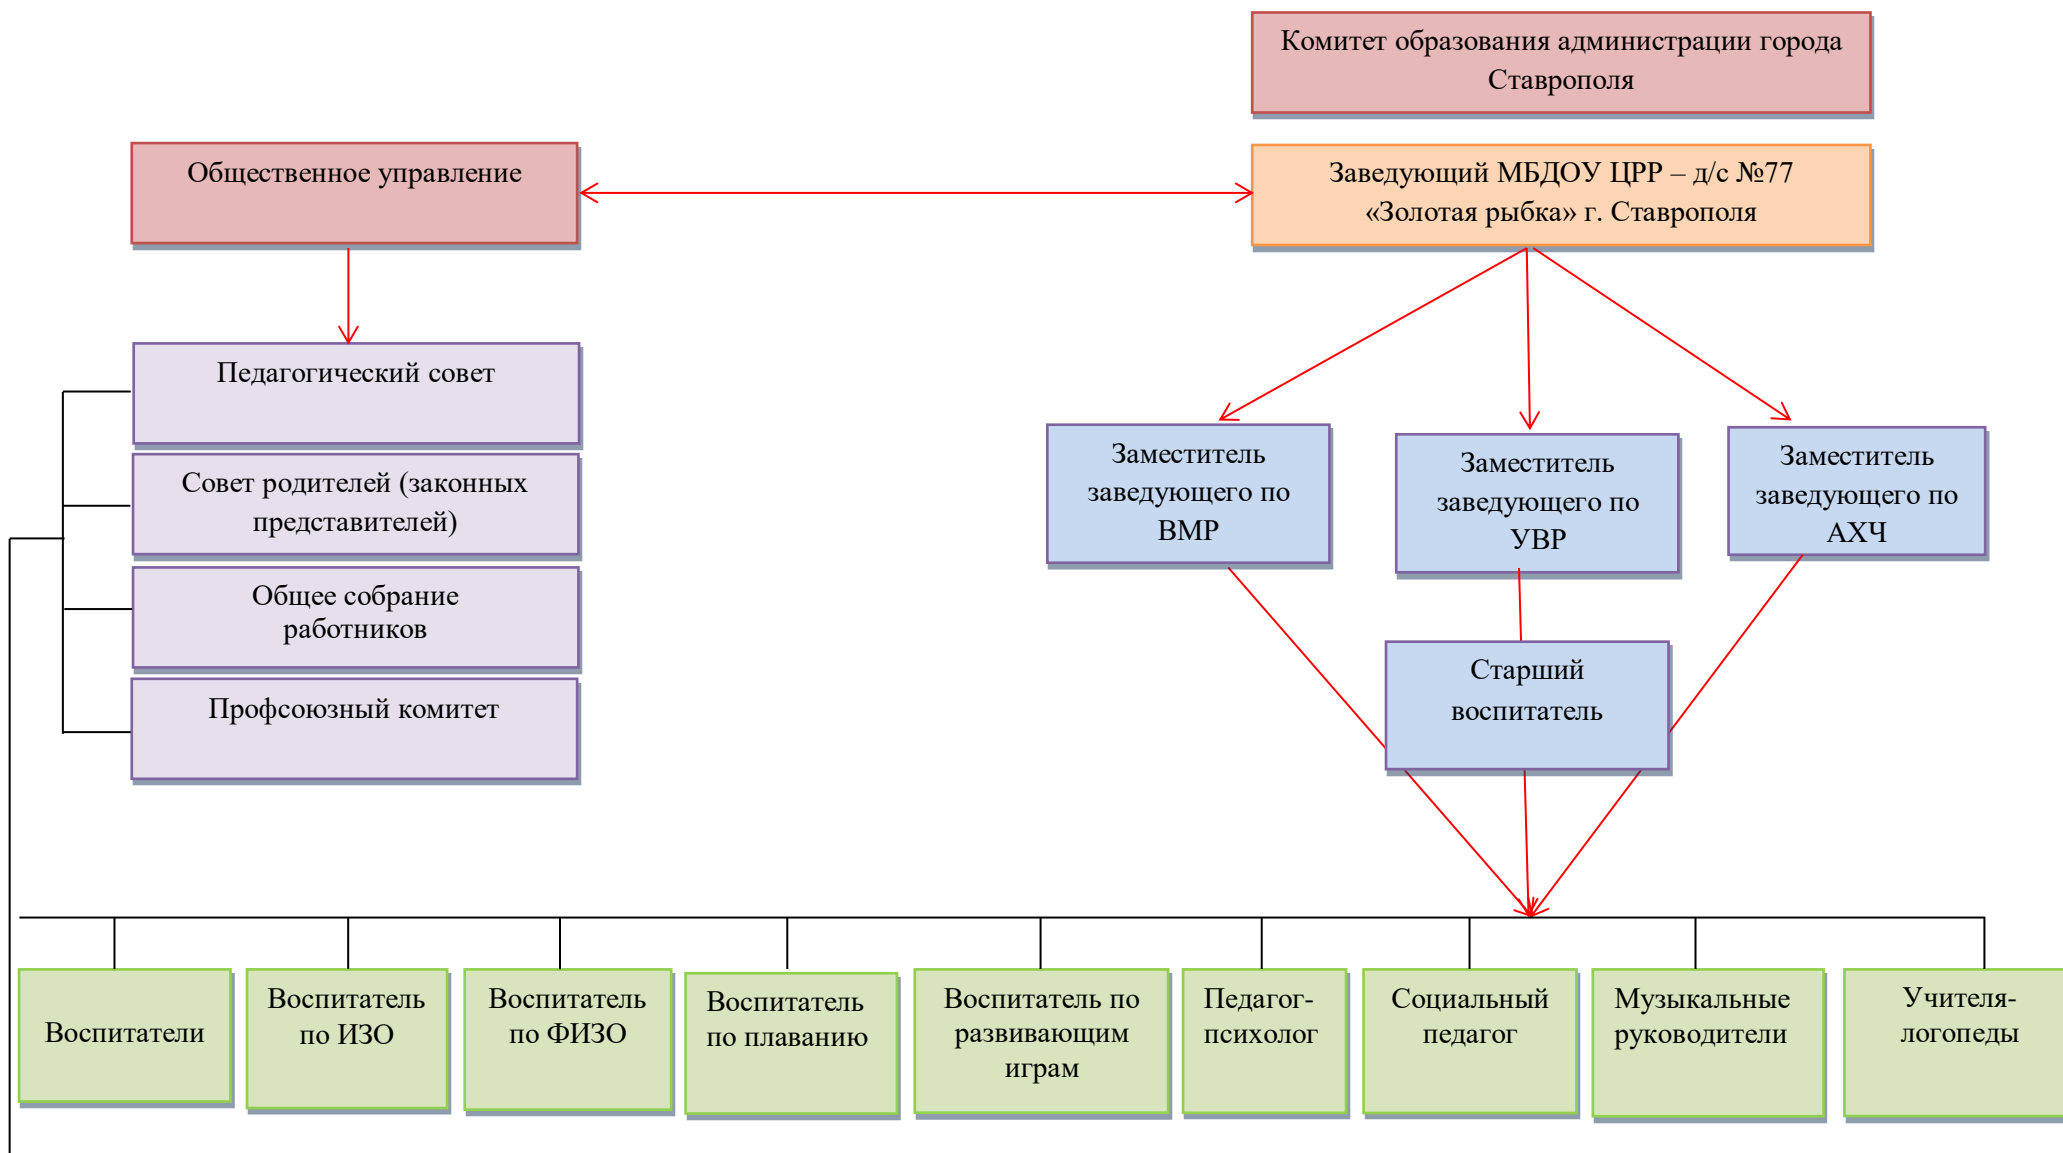 Комитет образования администрации города
Ставрополя
Общественное управление
Заведующий МБДОУ ЦРР – д/с №77
«Золотая рыбка» г. Ставрополя
Педагогический совет
Совет родителей (законных
представителей)
Общее собрание
работников
Профсоюзный комитет
Заместитель
заведующего по
ВМР
Заместитель
заведующего по
УВР
Заместитель
заведующего по
АХЧ
Старший
воспитатель
Воспитатели
Воспитатель
по ИЗО
Воспитатель
по ФИЗО
Воспитатель
по плаванию
Воспитатель по
развивающим
играм
Педагог-
психолог
Социальный
педагог
Музыкальные
руководители
Учителя-
логопеды